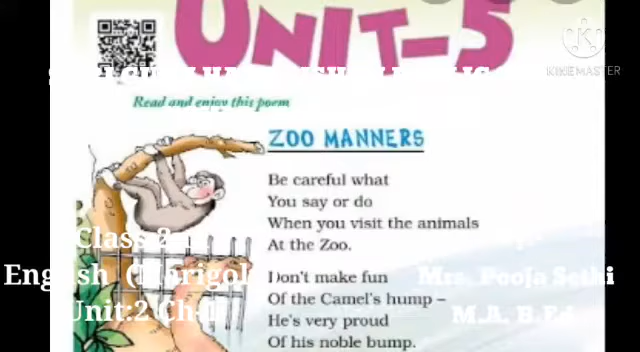 UNIT–5
KINEMASTER
Read and enjoy this poem
ZOO MANNERS
Be careful what
You say or do
When you visit the animals
At the Zoo.
Class 2
Don't make fun
English (Marigold
Mrs. Pooja Sethi
Of the Camel's hump –
Unit:2 Ch-
M.A. B.Ed
He's very proud
Of his noble bump.